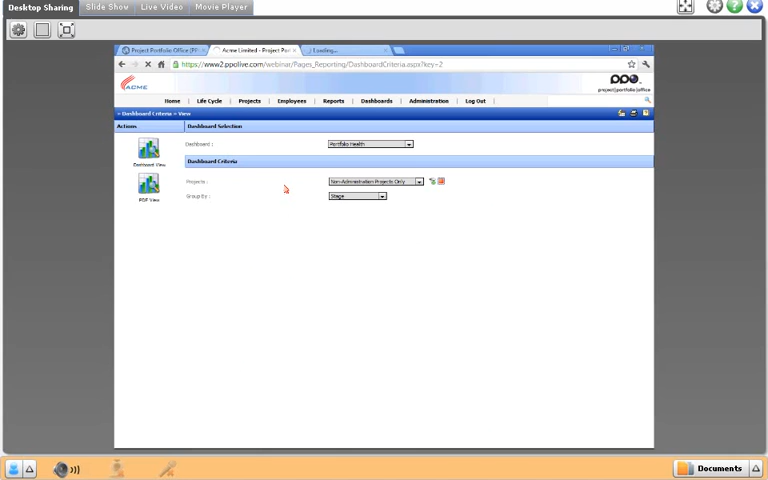 Desktop Sharing Slide Show Live Video Movie Player
Project Portfolio Office (PP Acme Limited - Project Por Loading...
https://www2.ppolive.com/webinar/Pages_Reporting/DashboardCriteria.aspx?key=2
ACME
ppo
project|portfolio|office
Home | Life Cycle | Projects | Employees | Reports | Dashboards | Administration | Log Out |
» Dashboard Criteria > View
Actions Dashboard Selection
Dashboard : Portfolio Health
Dashboard View
Dashboard Criteria
Projects : Non-Administration Projects Only
Group By : Stage
PDF View
Documents